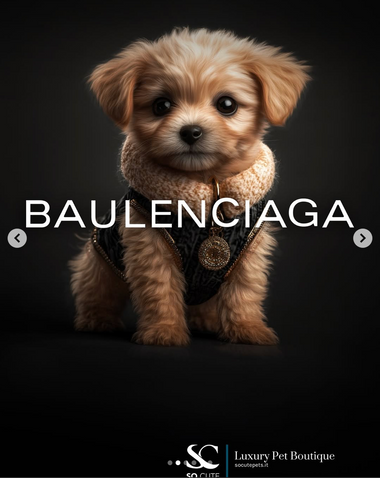 BAULENCIAGA
SC
SO CUTE
Luxury Pet Boutique
socutepets.it